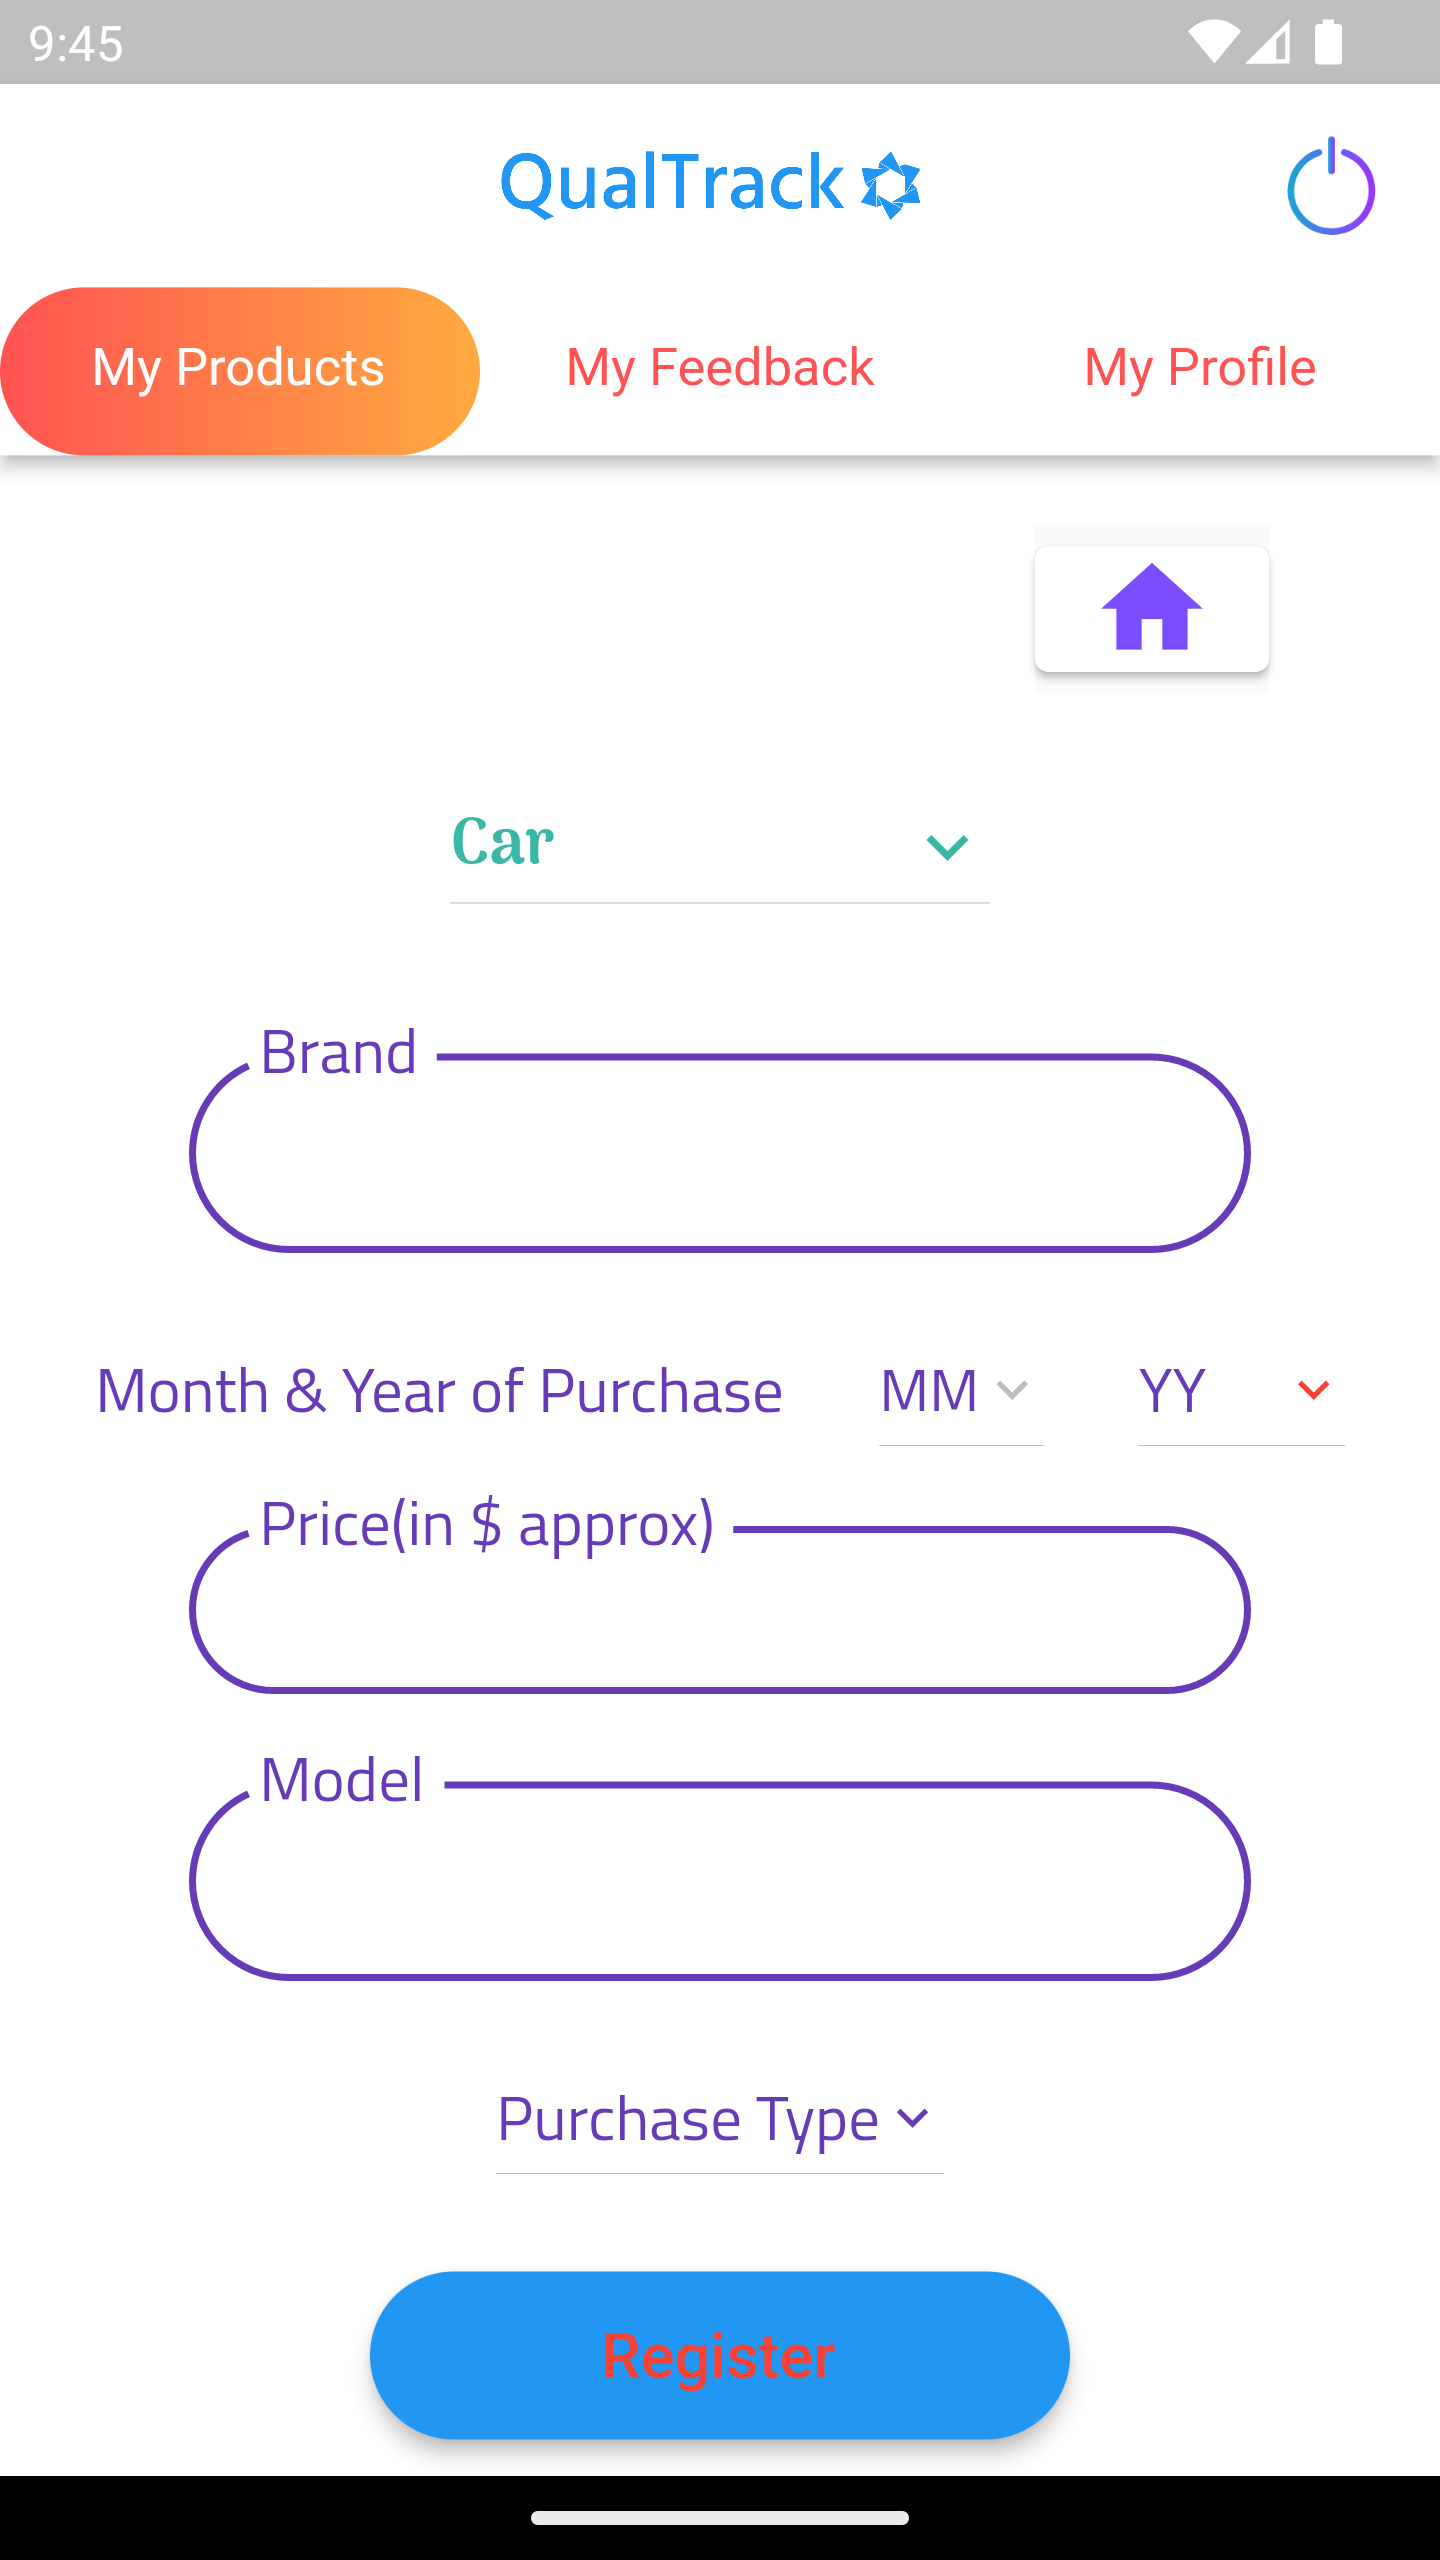 9:45
QualTrack
My Products My Feedback My Profile
Car
Brand
Month & Year of Purchase MM YY
Price(in $ approx)
Model
Purchase Type
Register